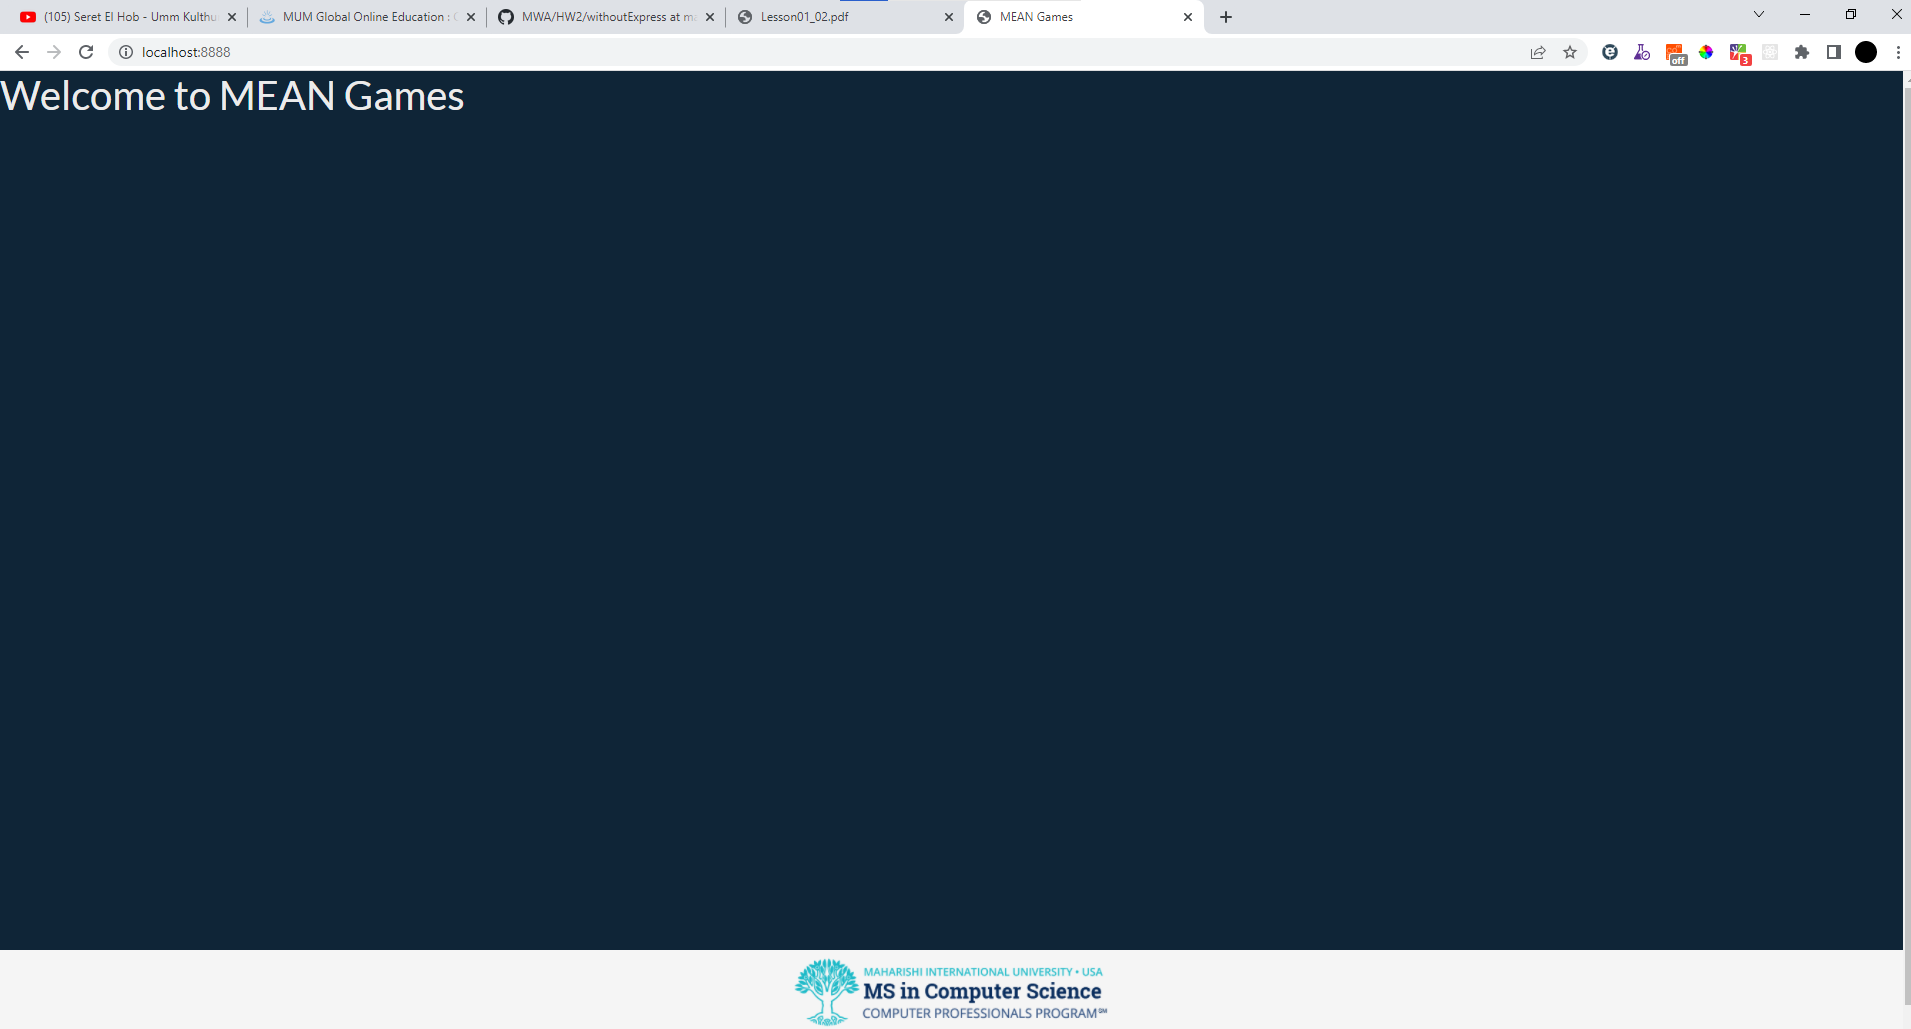 (105) Seret El Hob - Umm Kulthu
MUM Global Online Education :
MWA/HW2/withoutExpress at ma
Lesson01_02.pdf
MEAN Games
localhost:8888
off
3
Welcome to MEAN Games
MAHARISHI INTERNATIONAL UNIVERSITY • USA
MS in Computer Science
COMPUTER PROFESSIONALS PROGRAM℠